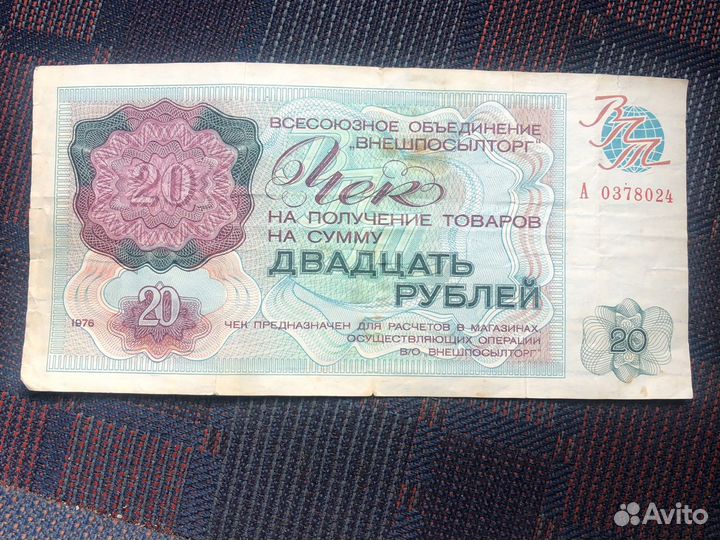 ВСЕСОЮЗНОЕ ОБЪЕДИНЕНИЕ
„ВНЕШПОСЫЛТОРГ"
ВПТ
Чек
А 0378024
20
НА ПОЛУЧЕНИЕ ТОВАРОВ
НА СУММУ
ДВАДЦАТЬ
РУБЛЕЙ
20
1976
ЧЕК ПРЕДНАЗНАЧЕН ДЛЯ РАСЧЕТОВ В МАГАЗИНАХ,
ОСУЩЕСТВЛЯЮЩИХ ОПЕРАЦИИ
В/О „ВНЕШПОСЫЛТОРГ"
20
Avito